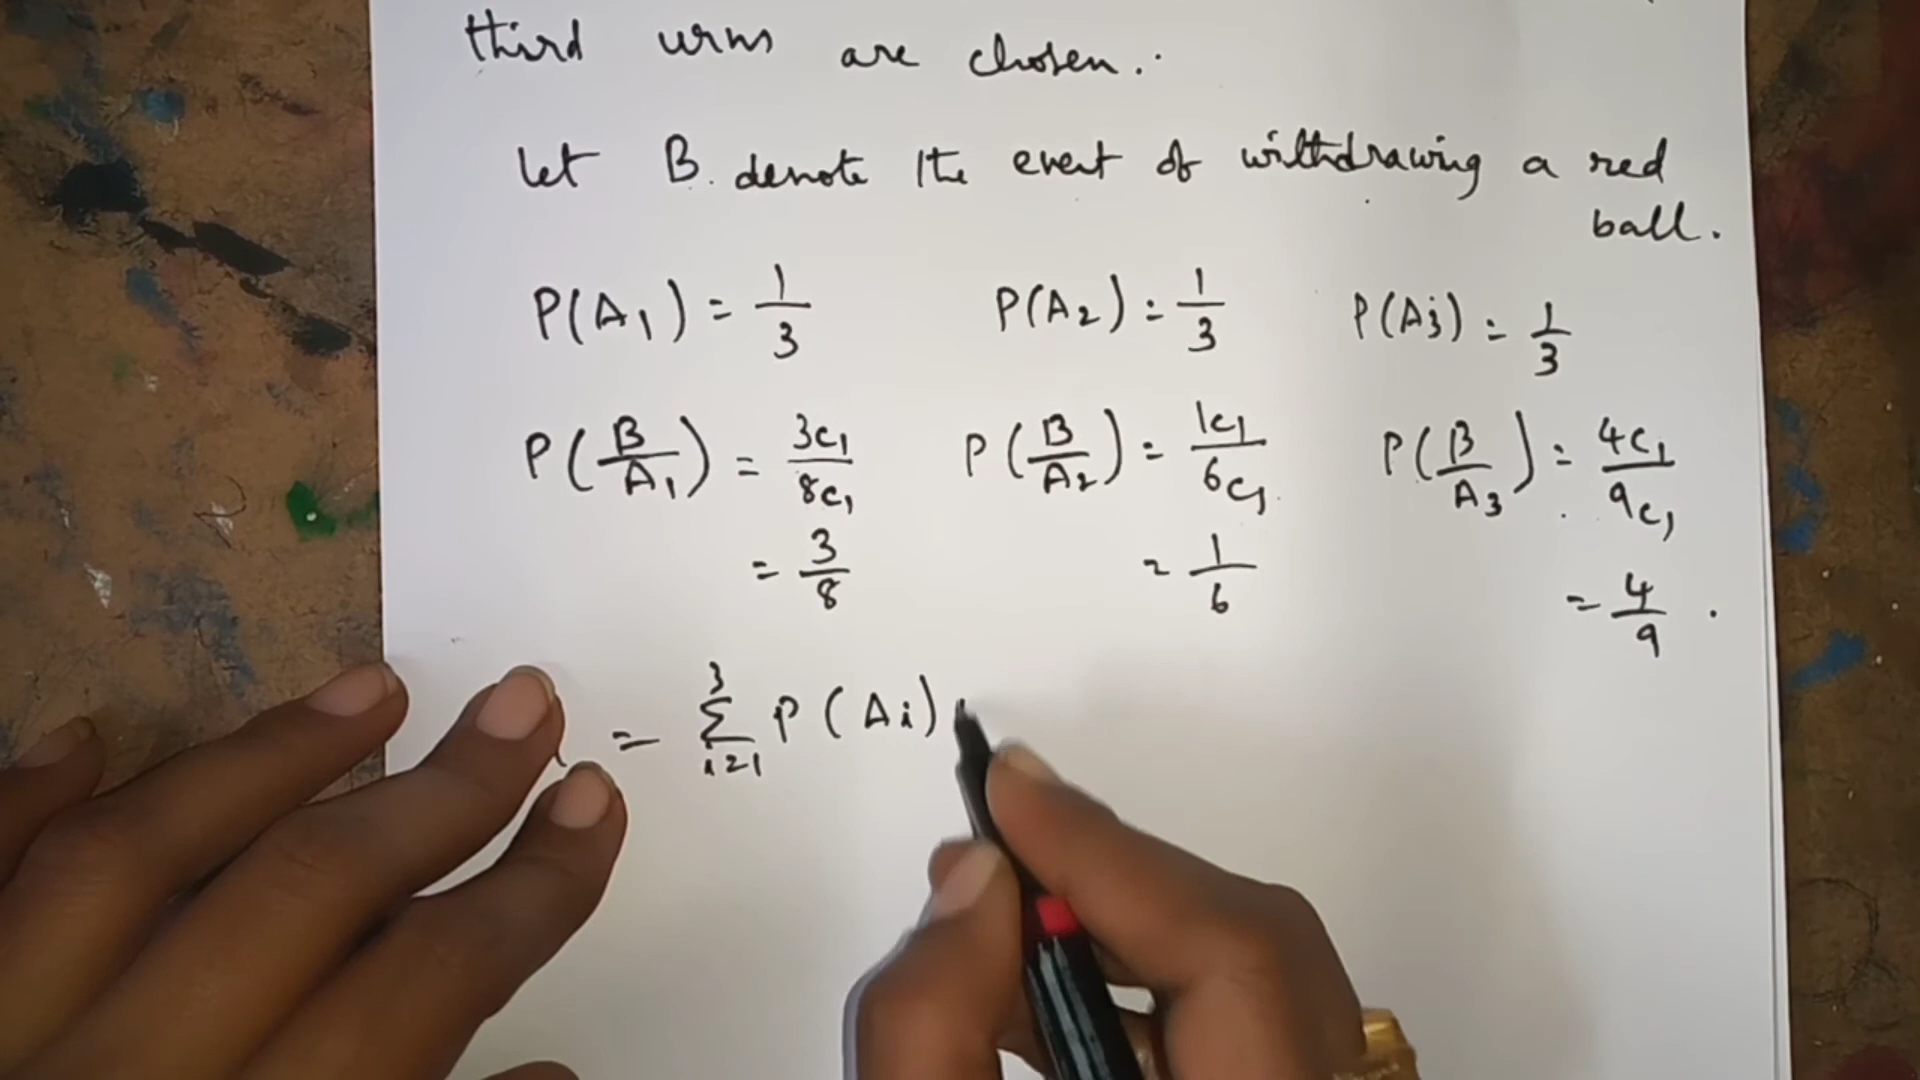 third urns are chosen..
let B. denote the event of withdrawing a red
ball.
P(A1) = 1/3 P(A2) = 1/3 P(A3) = 1/3
P(B/A1) = 3c1/8c1 P(B/A2) = 1c1/6c1 P(B/A3) = 4c1/9c1
= 3/8 = 1/6 = 4/9 .
= 3 Σ i=1 P(Ai)